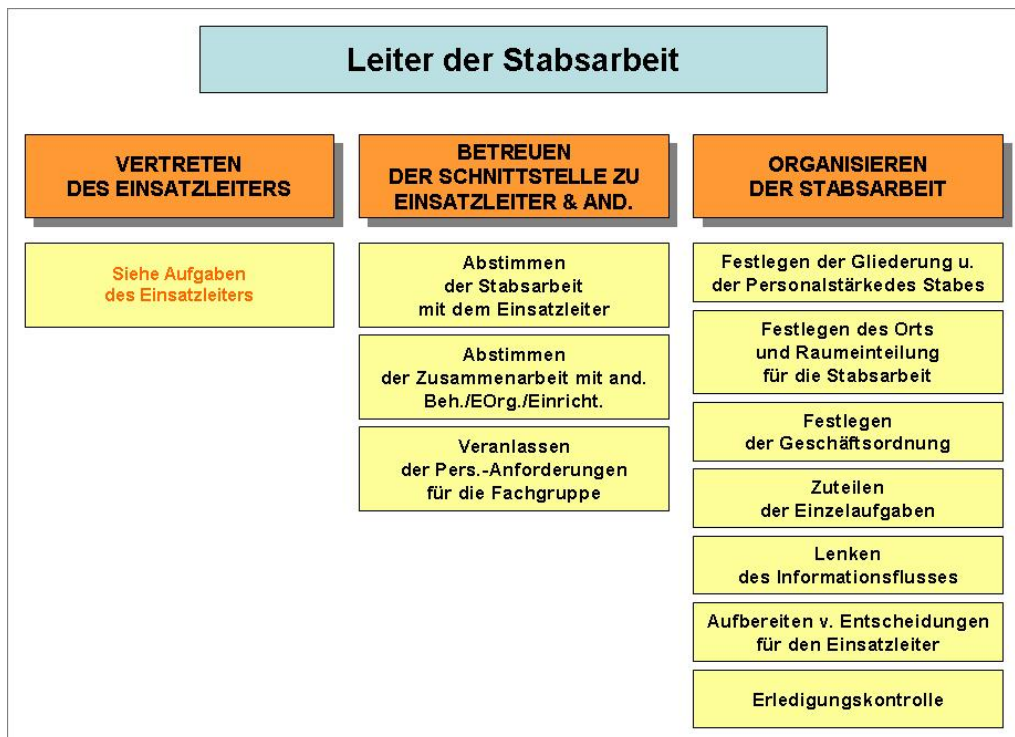 Leiter der Stabsarbeit
VERTRETEN
DES EINSATZLEITERS
Siehe Aufgaben
des Einsatzleiters
BETREUEN
DER SCHNITTSTELLE ZU
EINSATZLEITER & AND.
Abstimmen
der Stabsarbeit
mit dem Einsatzleiter
Abstimmen
der Zusammenarbeit mit and.
Beh./EOrg./Einricht.
Veranlassen
der Pers.-Anforderungen
für die Fachgruppe
ORGANISIEREN
DER STABSARBEIT
Festlegen der Gliederung u.
der Personalstärkedes Stabes
Festlegen des Orts
und Raumeinteilung
für die Stabsarbeit
Festlegen
der Geschäftsordnung
Zuteilen
der Einzelaufgaben
Lenken
des Informationsflusses
Aufbereiten v. Entscheidungen
für den Einsatzleiter
Erledigungskontrolle